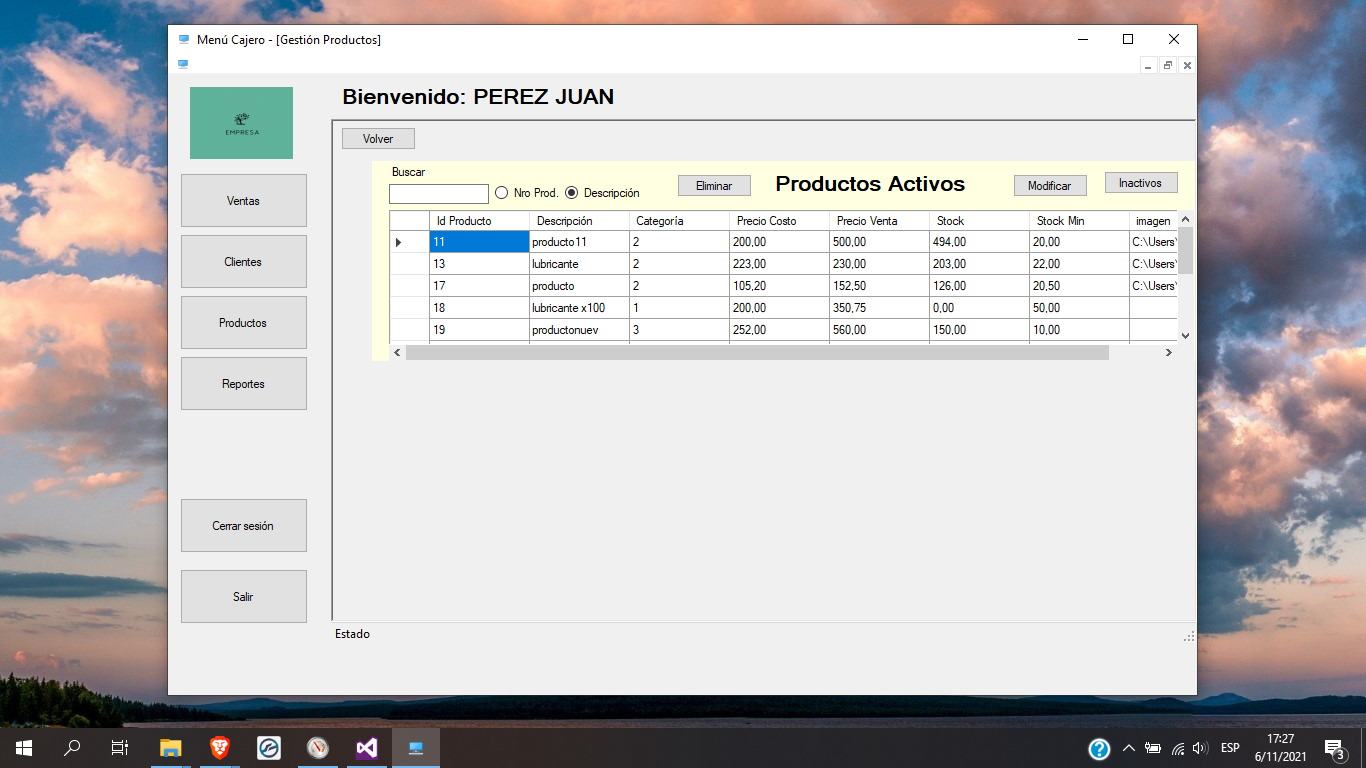 Menú Cajero - [Gestión Productos]
EMPRESA
Bienvenido: PEREZ JUAN
Volver
Ventas
Clientes
Productos
Reportes
Cerrar sesión
Salir
Buscar
Nro Prod.
Descripción
Eliminar
Productos Activos
Modificar
Inactivos
Id Producto Descripción Categoría Precio Costo Precio Venta Stock Stock Min imagen
11 producto11 2 200,00 500,00 494,00 20,00 C:\Users\
13 lubricante 2 223,00 230,00 203,00 22,00 C:\Users\
17 producto 2 105,20 152,50 126,00 20,50 C:\Users\
18 lubricante x100 1 200,00 350,75 0,00 50,00
19 productonuev 3 252,00 560,00 150,00 10,00
Estado
ESP
17:27
6/11/2021
3